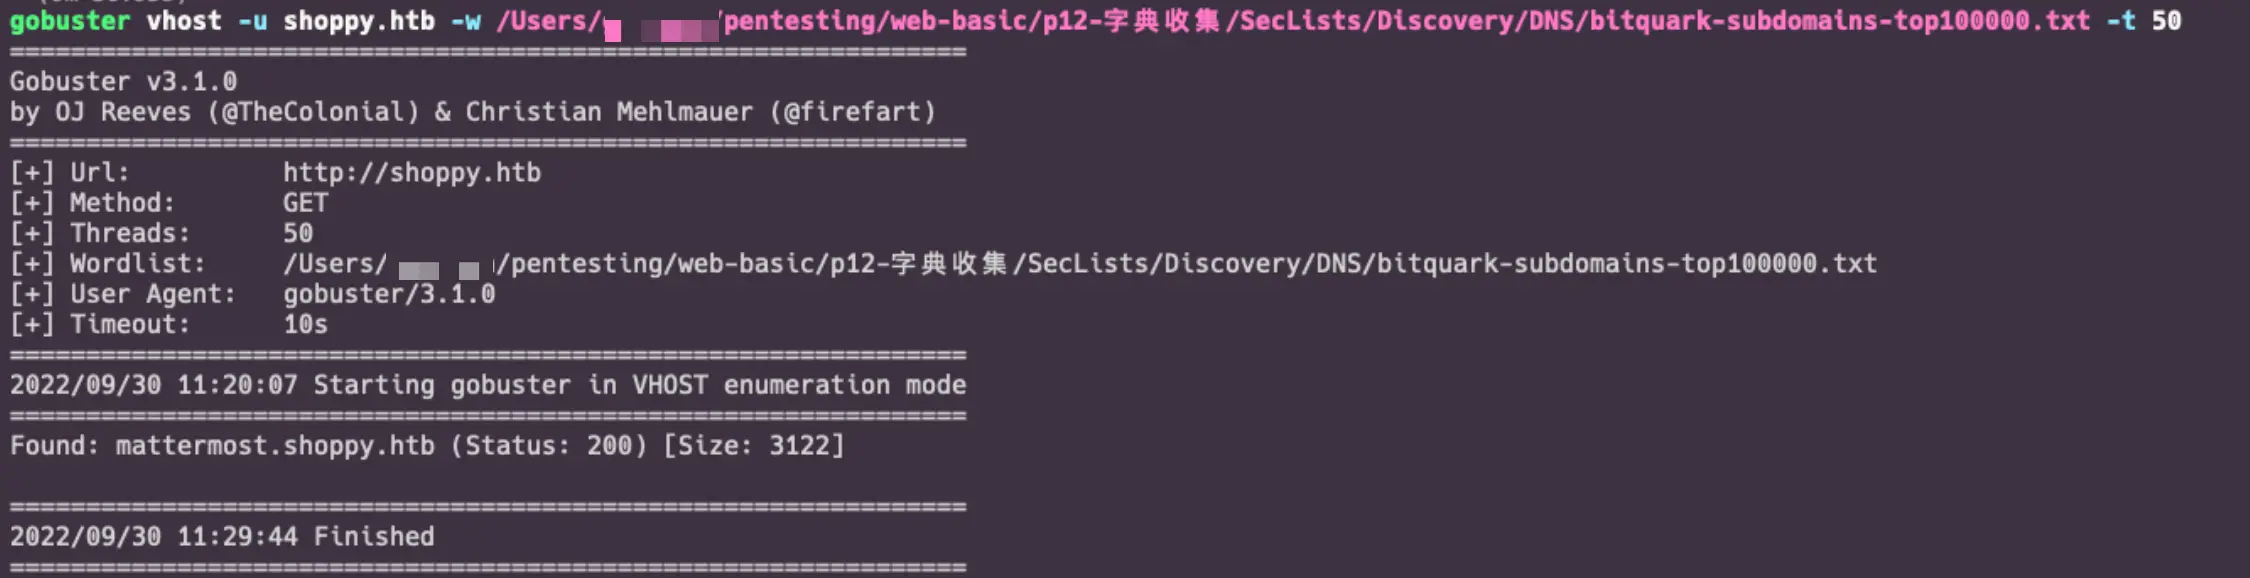 gobuster vhost -u shoppy.htb -w /Users/ /pentesting/web-basic/p12-字典收集/SecLists/Discovery/DNS/bitquark-subdomains-top100000.txt -t 50
===============================================================
Gobuster v3.1.0
by OJ Reeves (@TheColonial) & Christian Mehlmauer (@firefart)
===============================================================
[+] Url:          http://shoppy.htb
[+] Method:       GET
[+] Threads:      50
[+] Wordlist:     /Users/ /pentesting/web-basic/p12-字典收集/SecLists/Discovery/DNS/bitquark-subdomains-top100000.txt
[+] User Agent:   gobuster/3.1.0
[+] Timeout:      10s
===============================================================
2022/09/30 11:20:07 Starting gobuster in VHOST enumeration mode
===============================================================
Found: mattermost.shoppy.htb (Status: 200) [Size: 3122]
===============================================================
2022/09/30 11:29:44 Finished
===============================================================